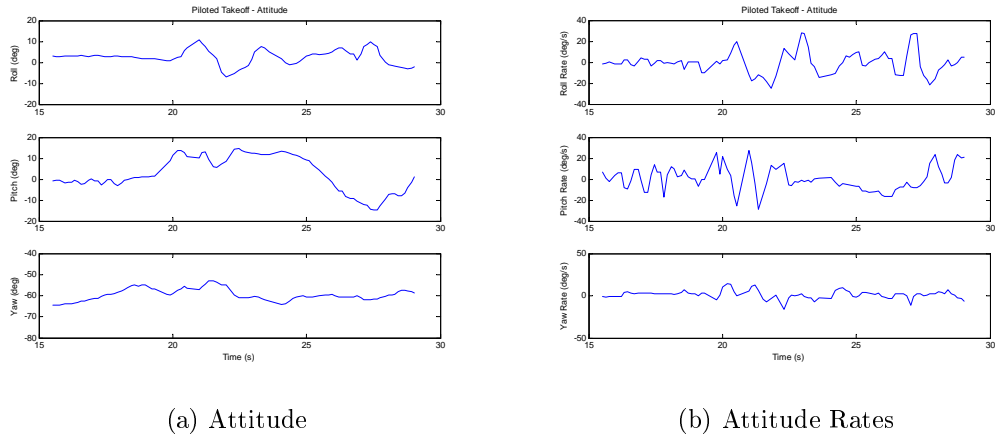 Piloted Takeoff - Attitude
20
10
0
-10
-20
Roll (deg)
15 20 25 30
20
10
0
-10
-20
Pitch (deg)
15 20 25 30
-40
-50
-60
-70
-80
Yaw (deg)
15 20 25 30
Time (s)
(a) Attitude
Piloted Takeoff - Attitude
40
20
0
-20
-40
Roll Rate (deg/s)
15 20 25 30
40
20
0
-20
-40
Pitch Rate (deg/s)
15 20 25 30
50
0
-50
Yaw Rate (deg/s)
15 20 25 30
Time (s)
(b) Attitude Rates